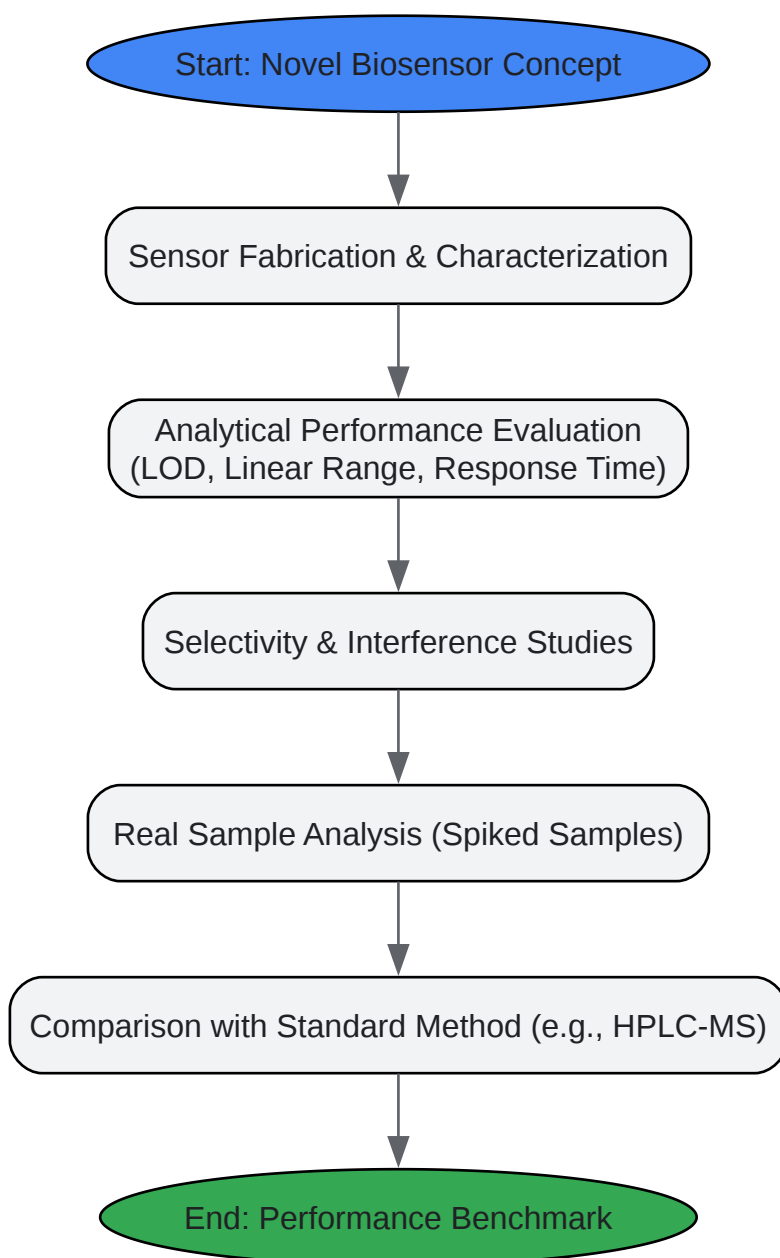 Start: Novel Biosensor Concept
Sensor Fabrication & Characterization
Analytical Performance Evaluation
(LOD, Linear Range, Response Time)
Selectivity & Interference Studies
Real Sample Analysis (Spiked Samples)
Comparison with Standard Method (e.g., HPLC-MS)
End: Performance Benchmark